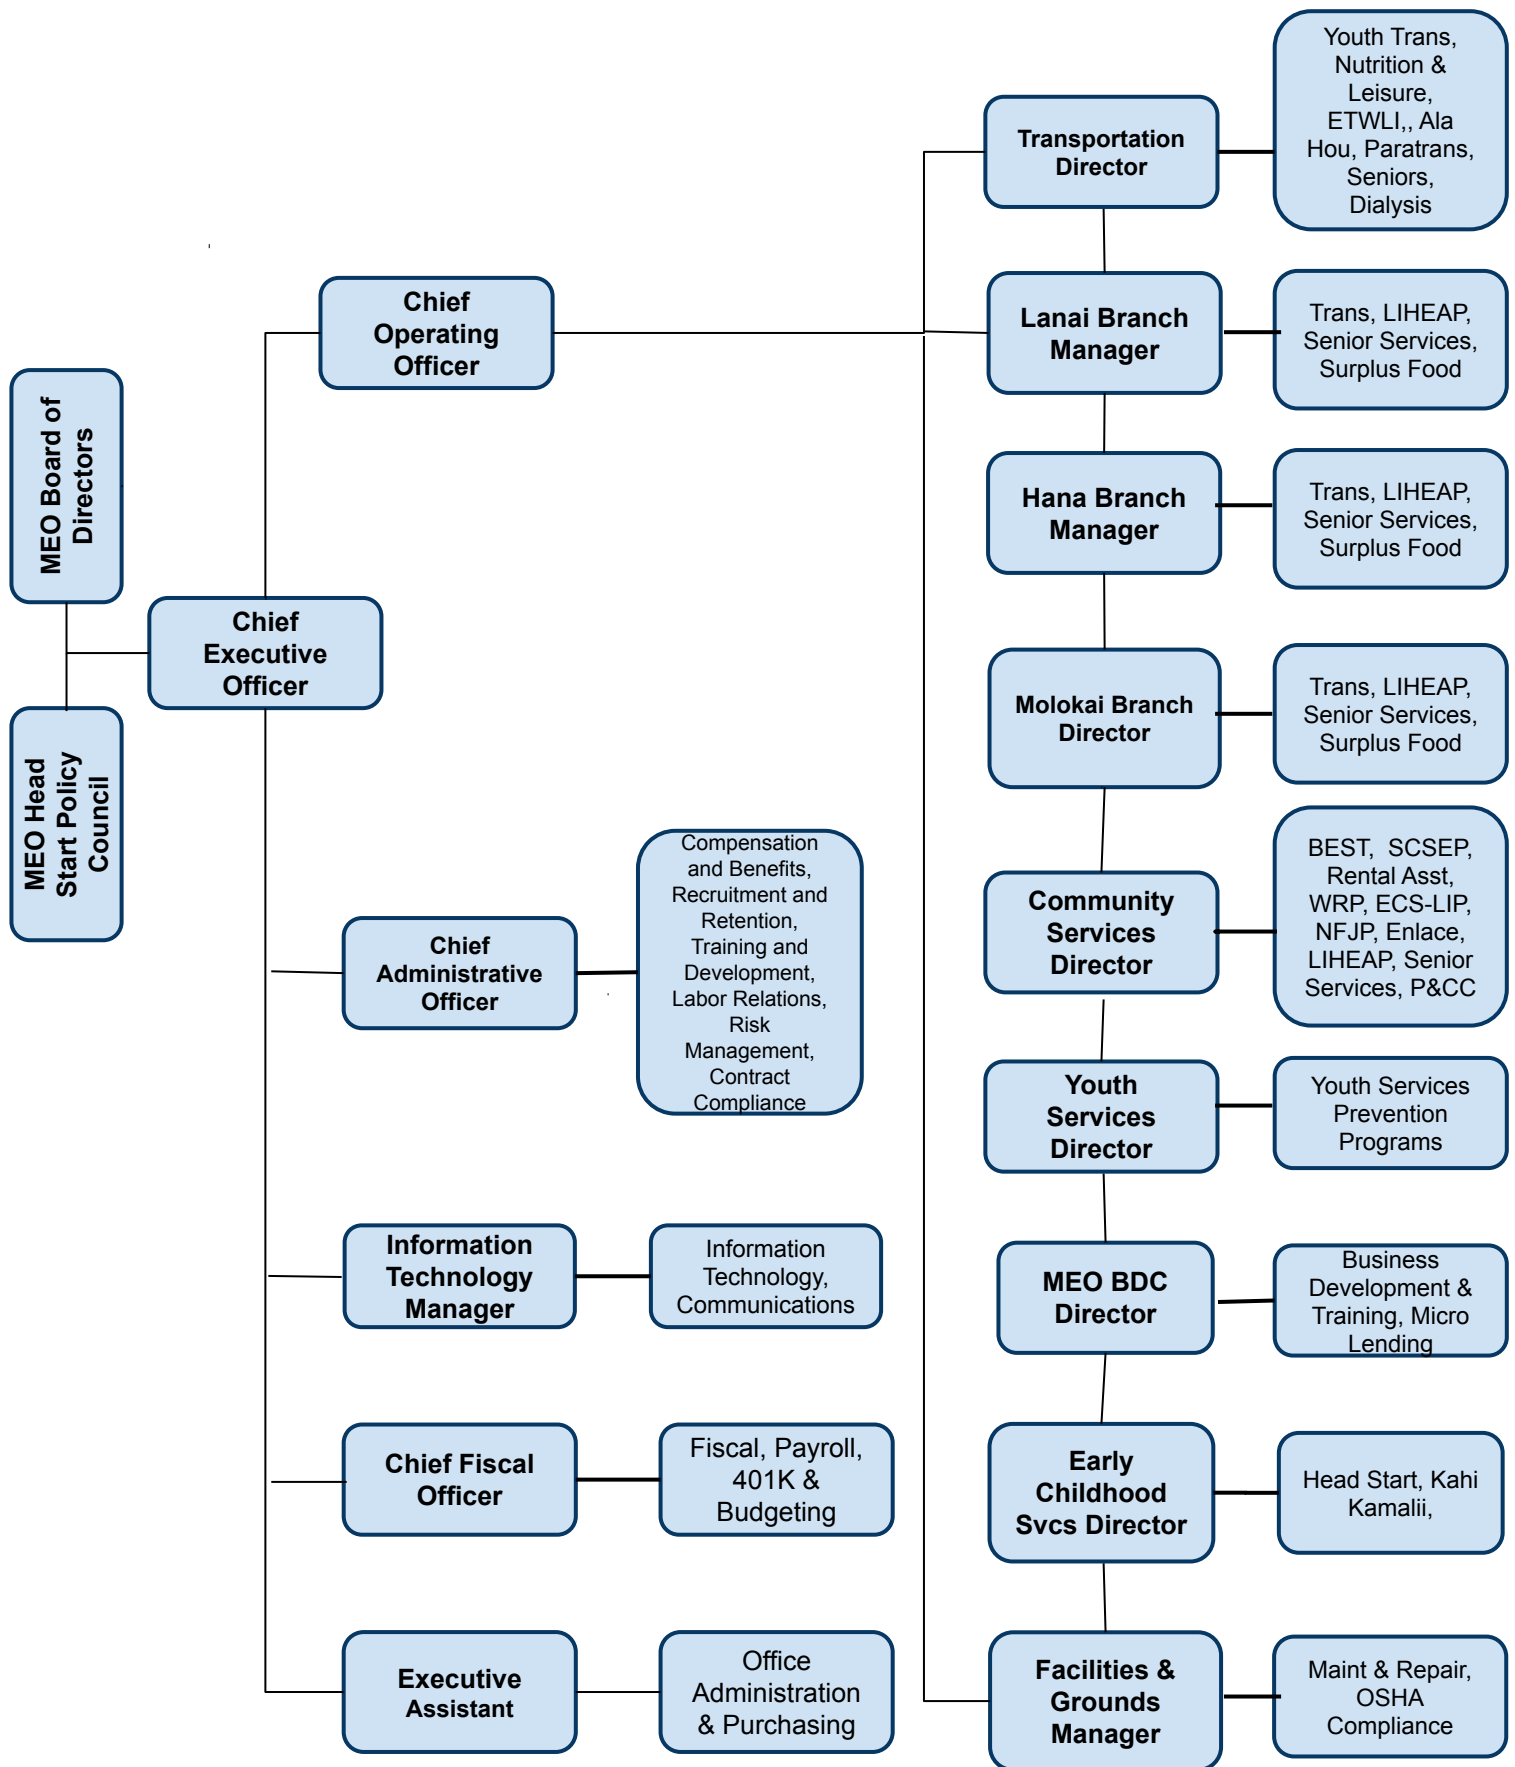 MEO Board of
Directors
MEO Head
Start Policy
Council
Chief
Executive
Officer
Chief
Operating
Officer
Chief
Administrative
Officer
Compensation
and Benefits,
Recruitment and
Retention,
Training and
Development,
Labor Relations,
Risk
Management,
Contract
Compliance
Information
Technology
Manager
Information
Technology,
Communications
Chief Fiscal
Officer
Fiscal, Payroll,
401K &
Budgeting
Executive
Assistant
Office
Administration
& Purchasing
Transportation
Director
Youth Trans,
Nutrition &
Leisure,
ETWLI,, Ala
Hou, Paratrans,
Seniors,
Dialysis
Lanai Branch
Manager
Trans, LIHEAP,
Senior Services,
Surplus Food
Hana Branch
Manager
Trans, LIHEAP,
Senior Services,
Surplus Food
Molokai Branch
Director
Trans, LIHEAP,
Senior Services,
Surplus Food
Community
Services
Director
BEST, SCSEP,
Rental Asst,
WRP, ECS-LIP,
NFJP, Enlace,
LIHEAP, Senior
Services, P&CC
Youth
Services
Director
Youth Services
Prevention
Programs
MEO BDC
Director
Business
Development &
Training, Micro
Lending
Early
Childhood
Svcs Director
Head Start, Kahi
Kamalii,
Facilities &
Grounds
Manager
Maint & Repair,
OSHA
Compliance